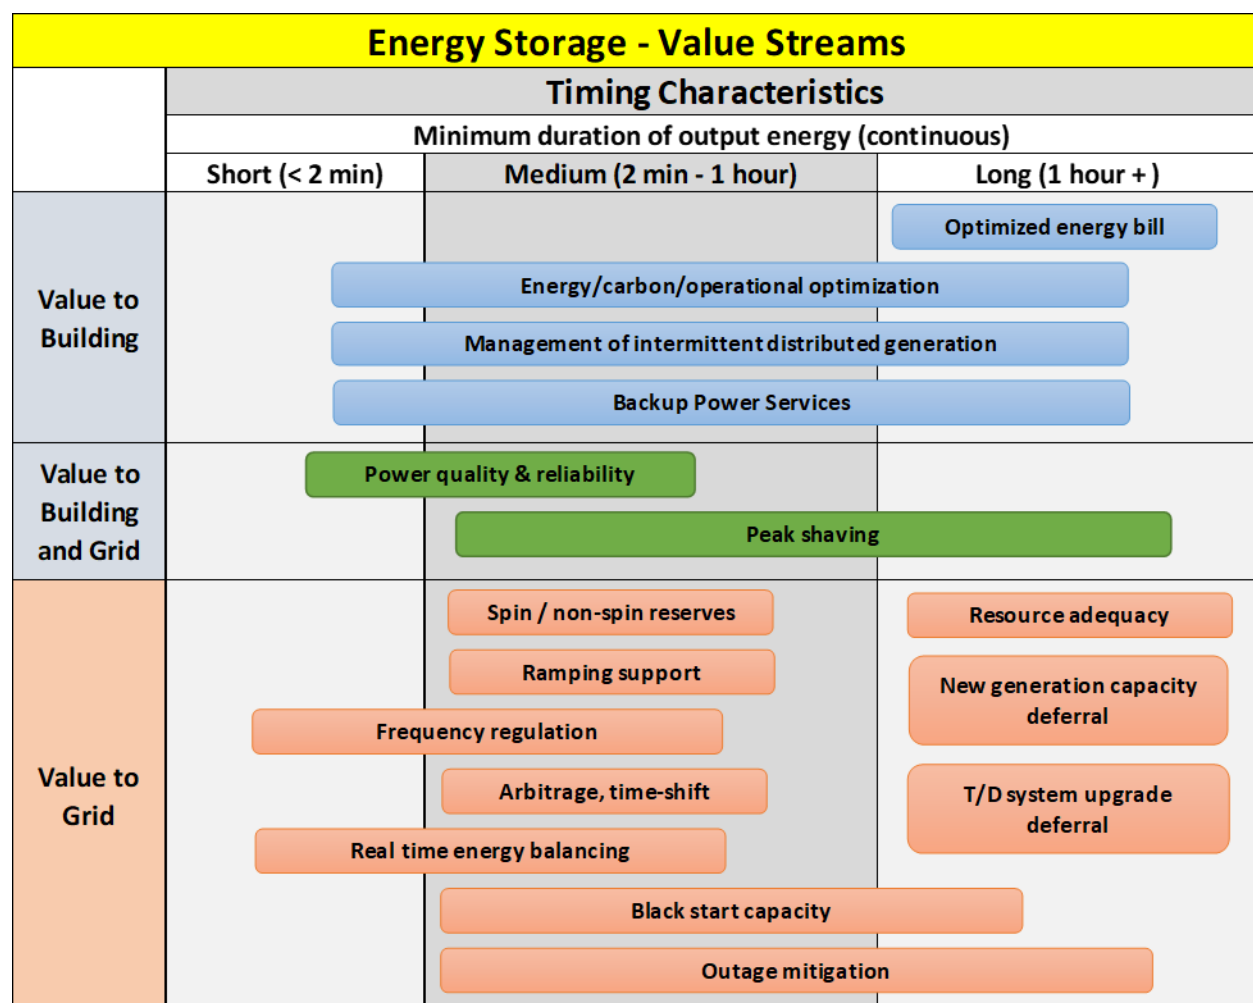 Energy Storage - Value Streams
Timing Characteristics
Minimum duration of output energy (continuous)
Short (< 2 min)
Medium (2 min - 1 hour)
Long (1 hour + )
Value to
Building
Optimized energy bill
Energy/carbon/operational optimization
Management of intermittent distributed generation
Backup Power Services
Value to
Building
and Grid
Power quality & reliability
Peak shaving
Value to
Grid
Spin / non-spin reserves
Resource adequacy
Ramping support
New generation capacity
deferral
Frequency regulation
Arbitrage, time-shift
T/D system upgrade
deferral
Real time energy balancing
Black start capacity
Outage mitigation